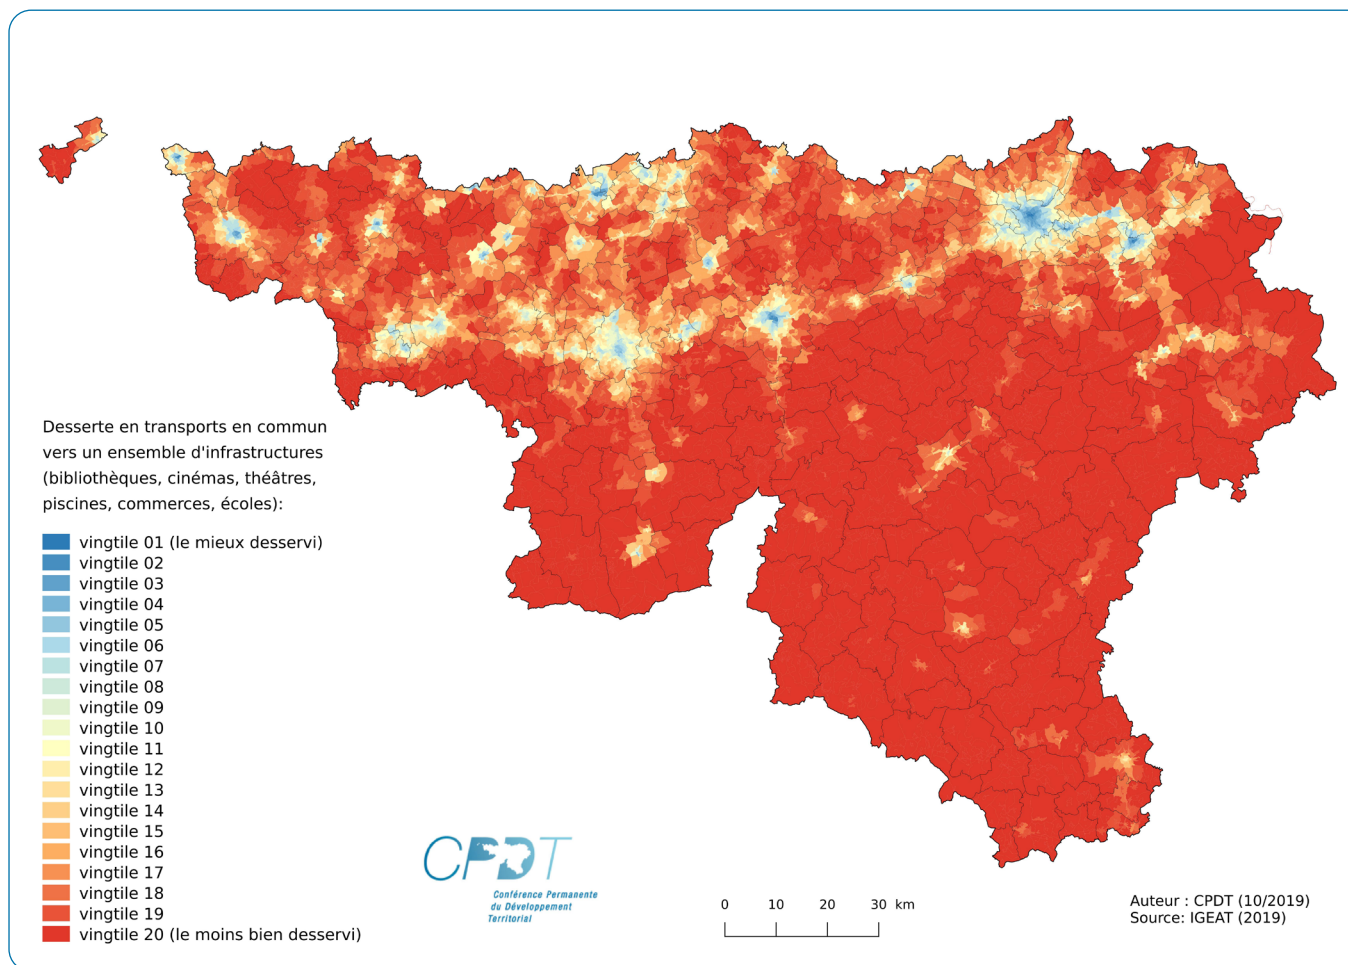 Desserte en transports en commun
vers un ensemble d'infrastructures
(bibliothèques, cinémas, théâtres,
piscines, commerces, écoles):
vingtile 01 (le mieux desservi)
vingtile 02
vingtile 03
vingtile 04
vingtile 05
vingtile 06
vingtile 07
vingtile 08
vingtile 09
vingtile 10
vingtile 11
vingtile 12
vingtile 13
vingtile 14
vingtile 15
vingtile 16
vingtile 17
vingtile 18
vingtile 19
vingtile 20 (le moins bien desservi)
CPDT
Conférence Permanente
du Développement
Territorial
0 10 20 30 km
Auteur : CPDT (10/2019)
Source: IGEAT (2019)